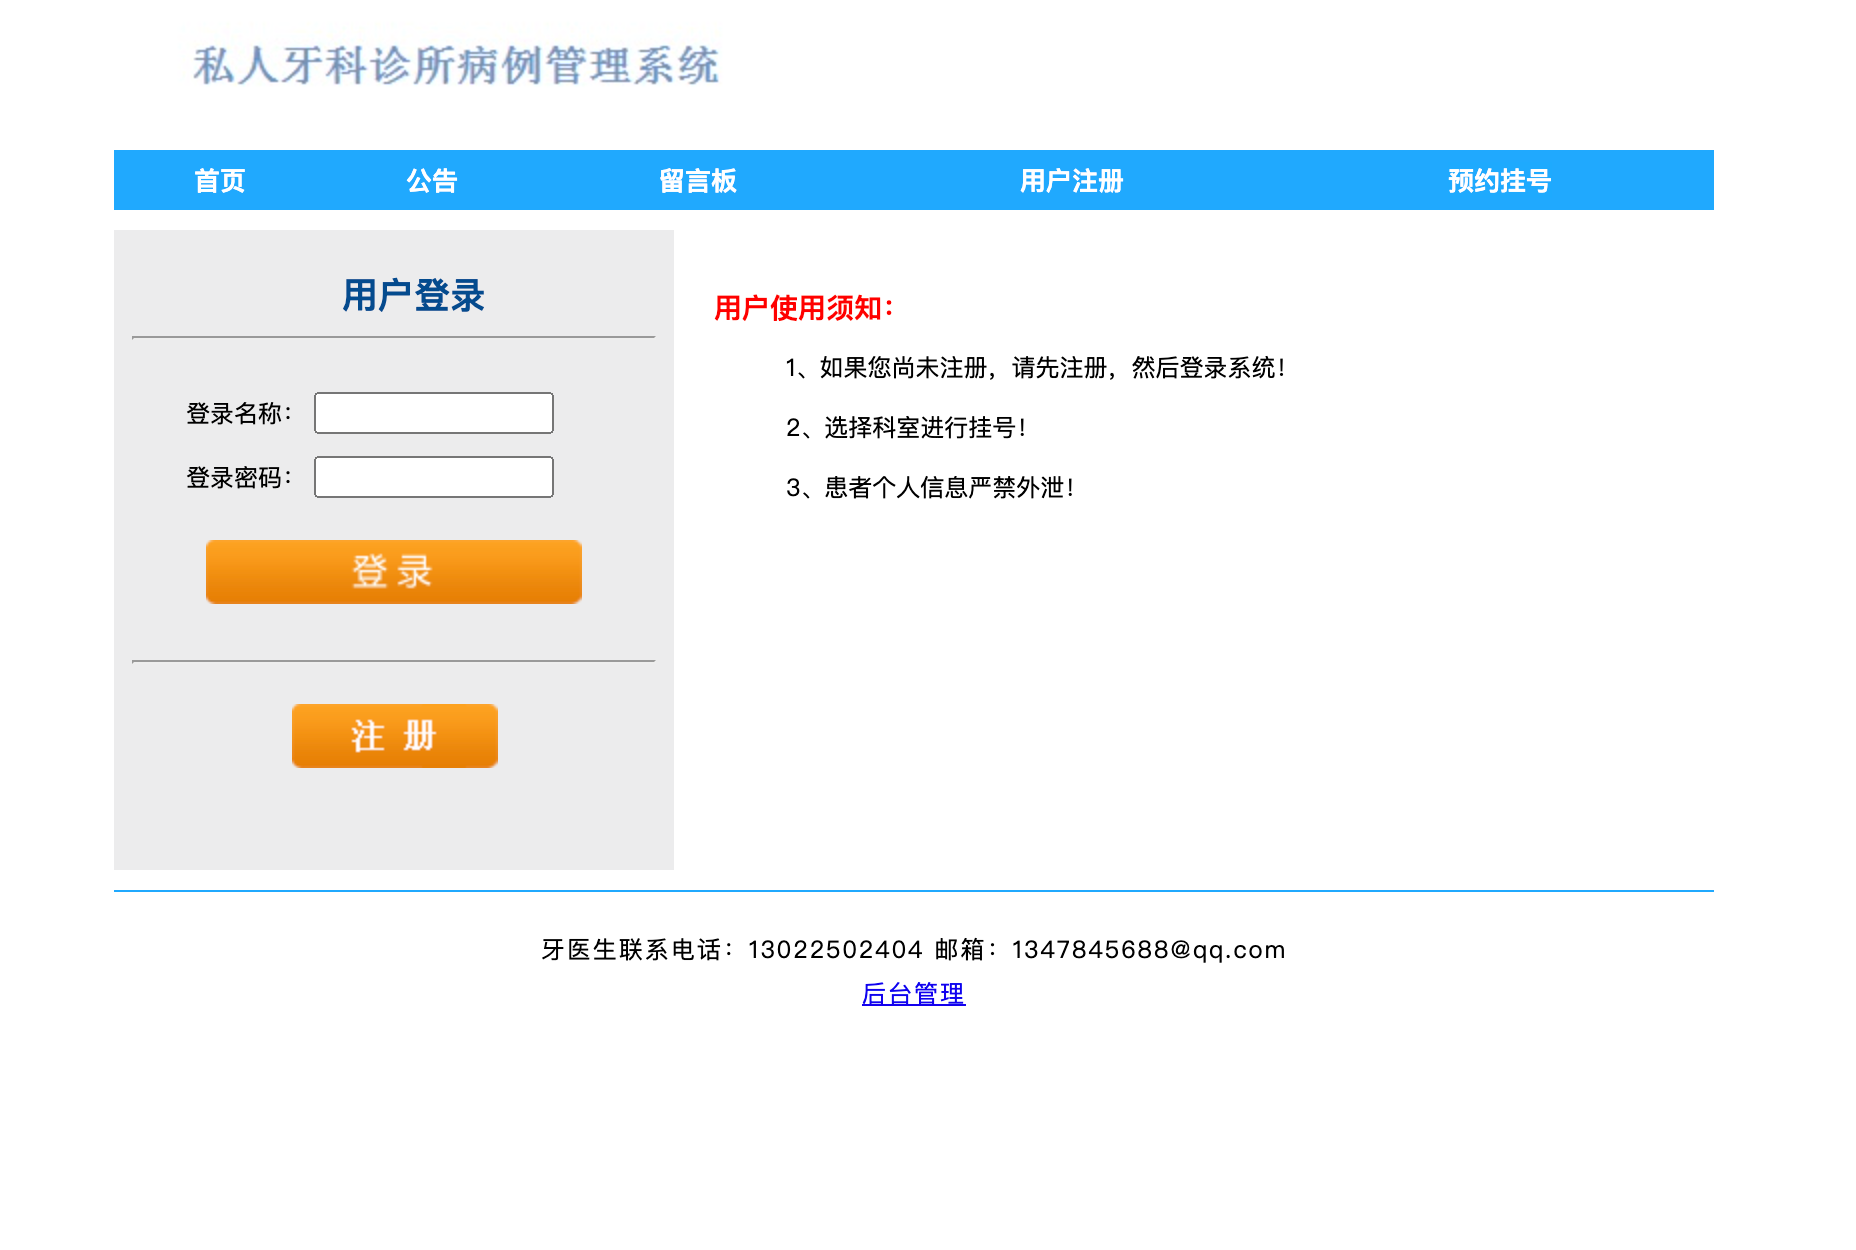 私人牙科诊所病例管理系统
首页 公告 留言板 用户注册 预约挂号
用户登录
登录名称：
登录密码：
登 录
注 册
用户使用须知：
1、如果您尚未注册，请先注册，然后登录系统！
2、选择科室进行挂号！
3、患者个人信息严禁外泄！
牙医生联系电话：13022502404 邮箱：1347845688@qq.com
后台管理